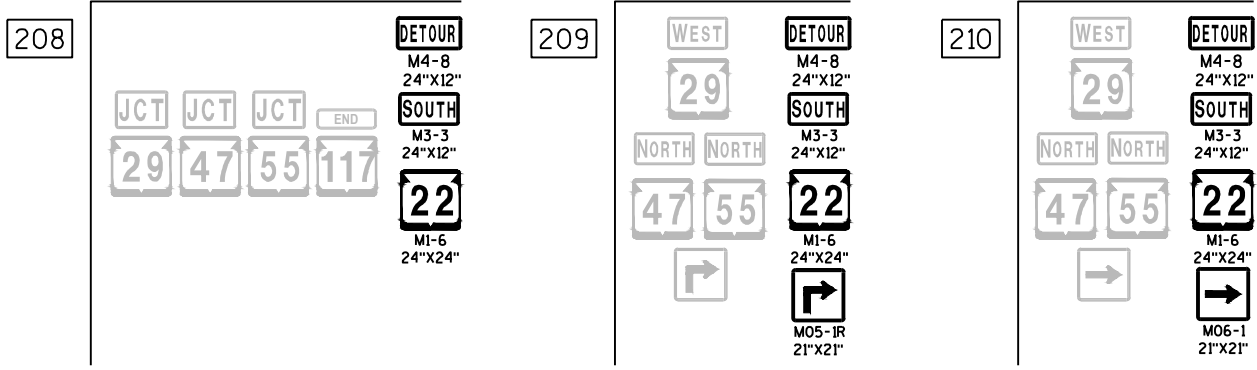 208
JCT JCT JCT END
29 47 55 117
DETOUR
M4-8
24"X12"
SOUTH
M3-3
24"X12"
22
M1-6
24"X24"
209
WEST
29
NORTH NORTH
47 55
DETOUR
M4-8
24"X12"
SOUTH
M3-3
24"X12"
22
M1-6
24"X24"
M05-1R
21"X21"
210
WEST
29
NORTH NORTH
47 55
DETOUR
M4-8
24"X12"
SOUTH
M3-3
24"X12"
22
M1-6
24"X24"
M06-1
21"X21"